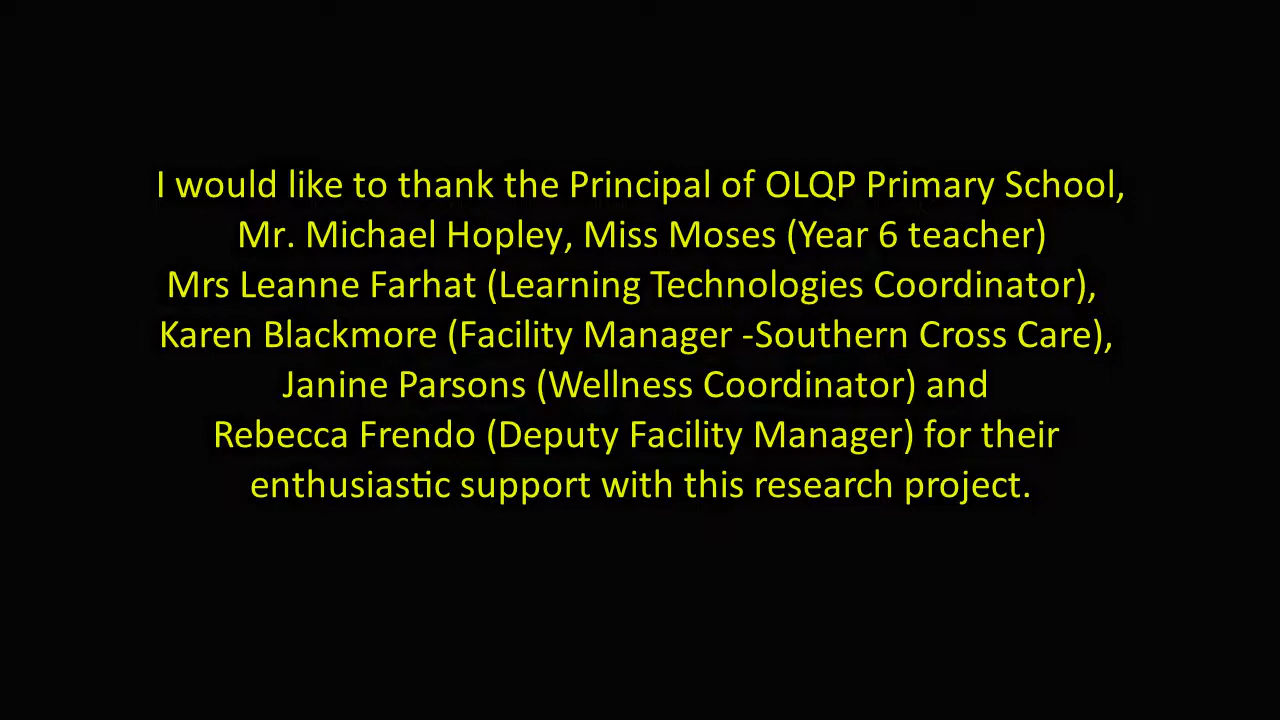 I would like to thank the Principal of OLQP Primary School,
Mr. Michael Hopley, Miss Moses (Year 6 teacher)
Mrs Leanne Farhat (Learning Technologies Coordinator),
Karen Blackmore (Facility Manager -Southern Cross Care),
Janine Parsons (Wellness Coordinator) and
Rebecca Frendo (Deputy Facility Manager) for their
enthusiastic support with this research project.